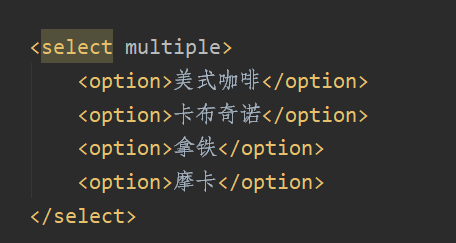 <select multiple>
<option>美式咖啡</option>
<option>卡布奇诺</option>
<option>拿铁</option>
<option>摩卡</option>
</select>